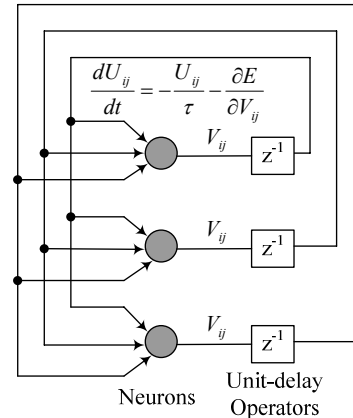 dU_ij/dt = −U_ij/τ − ∂E/∂V_ij
V_ij
z⁻¹
V_ij
z⁻¹
V_ij
z⁻¹
Neurons
Unit-delay
Operators